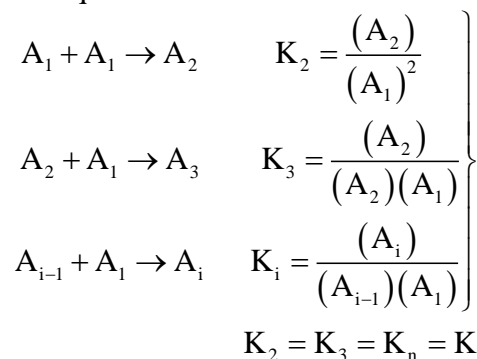 A₁ + A₁ → A₂    K₂ = (A₂) / (A₁)²
A₂ + A₁ → A₃    K₃ = (A₂) / (A₂)(A₁)
Aᵢ₋₁ + A₁ → Aᵢ    Kᵢ = (Aᵢ) / (Aᵢ₋₁)(A₁)
K₂ = K₃ = Kₙ = K